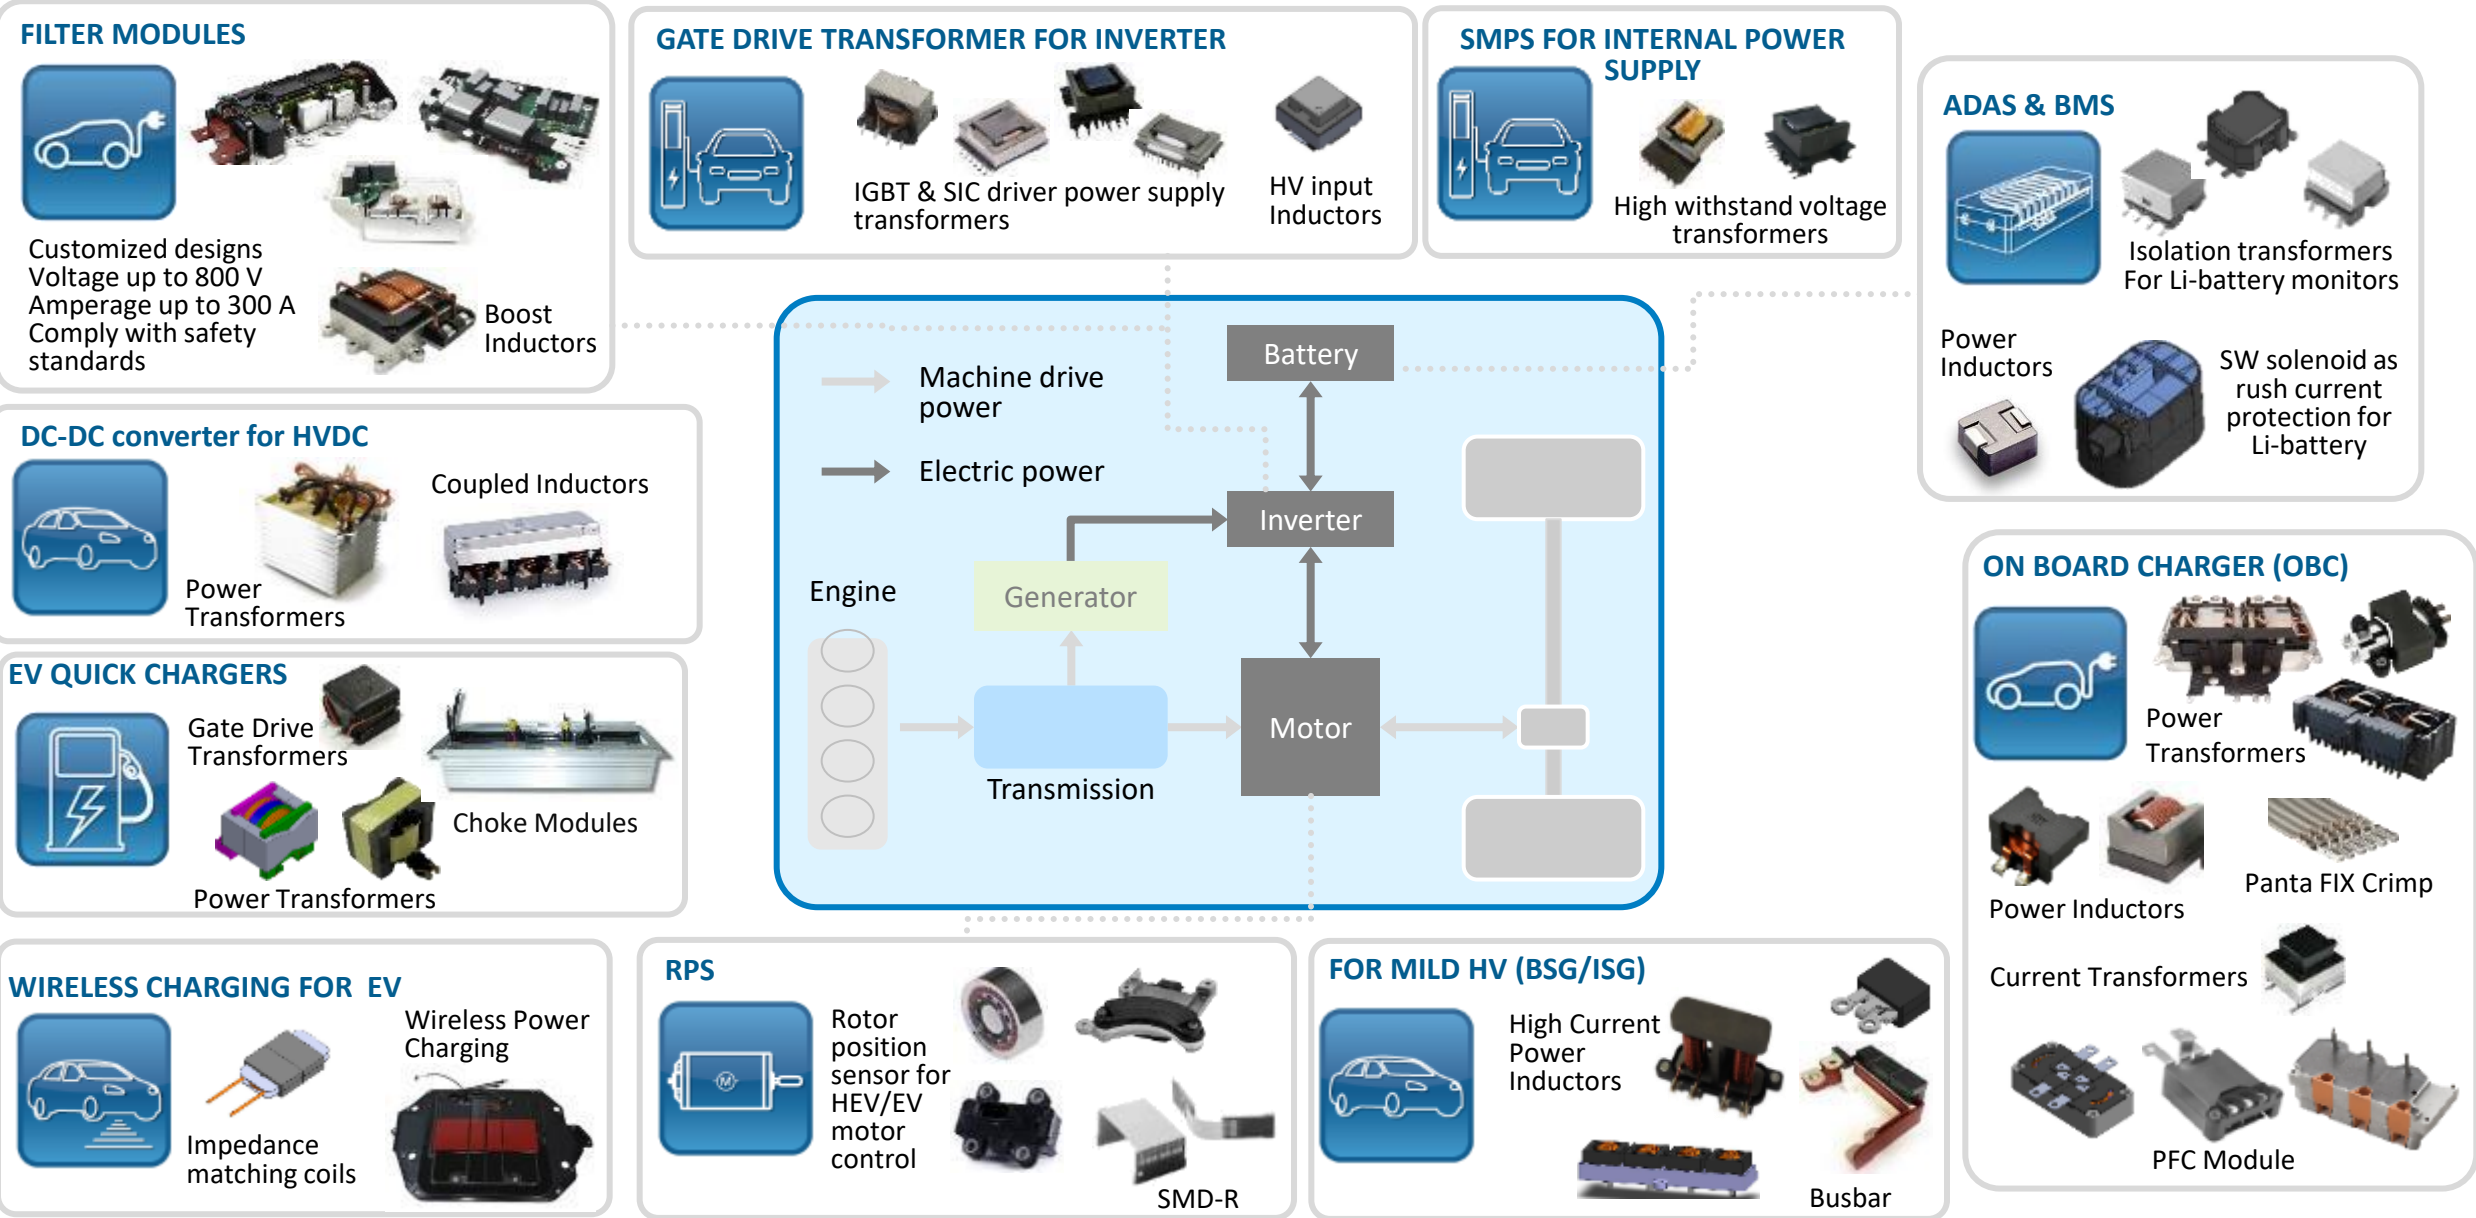 FILTER MODULES
Customized designs
Voltage up to 800 V
Amperage up to 300 A
Comply with safety
standards
Boost
Inductors
GATE DRIVE TRANSFORMER FOR INVERTER
IGBT & SIC driver power supply
transformers
HV input
Inductors
SMPS FOR INTERNAL POWER
SUPPLY
High withstand voltage
transformers
ADAS & BMS
Isolation transformers
For Li-battery monitors
Power
Inductors
SW solenoid as
rush current
protection for
Li-battery
DC-DC converter for HVDC
Power
Transformers
Coupled Inductors
Machine drive
power
Electric power
Battery
Inverter
Engine
Generator
Transmission
Motor
EV QUICK CHARGERS
Gate Drive
Transformers
Power Transformers
Choke Modules
ON BOARD CHARGER (OBC)
Power
Transformers
Power Inductors
Panta FIX Crimp
Current Transformers
PFC Module
WIRELESS CHARGING FOR  EV
Impedance
matching coils
Wireless Power
Charging
RPS
M
Rotor
position
sensor for
HEV/EV
motor
control
SMD-R
FOR MILD HV (BSG/ISG)
High Current
Power
Inductors
Busbar